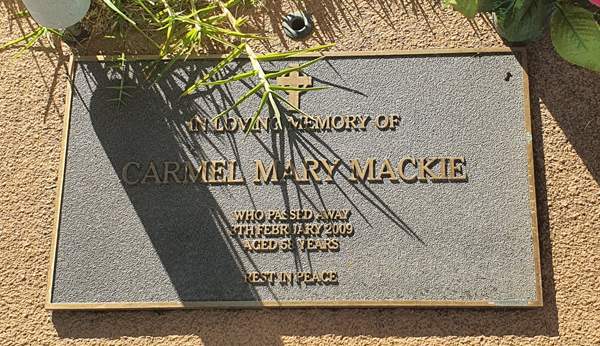 IN LOVING MEMORY OF
CARMEL MARY MACKIE
WHO PASSED AWAY
FEBRUARY 2009
AGED YEARS
REST IN PEACE